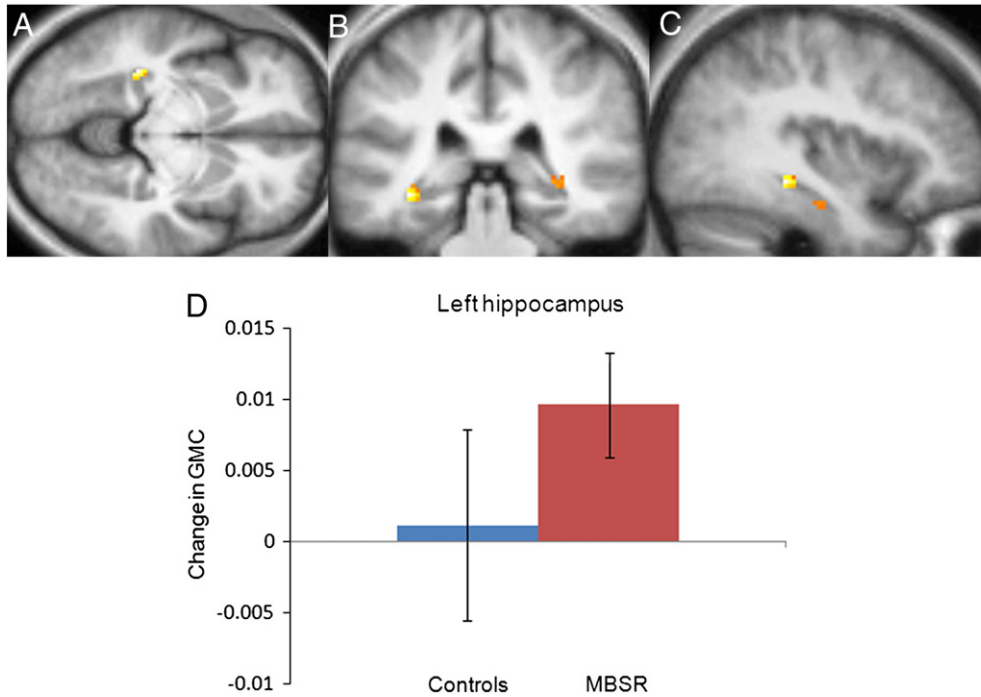 A
B
C
D
Left hippocampus
Change in GMC
0.015
0.01
0.005
0
-0.005
-0.01
Controls
MBSR